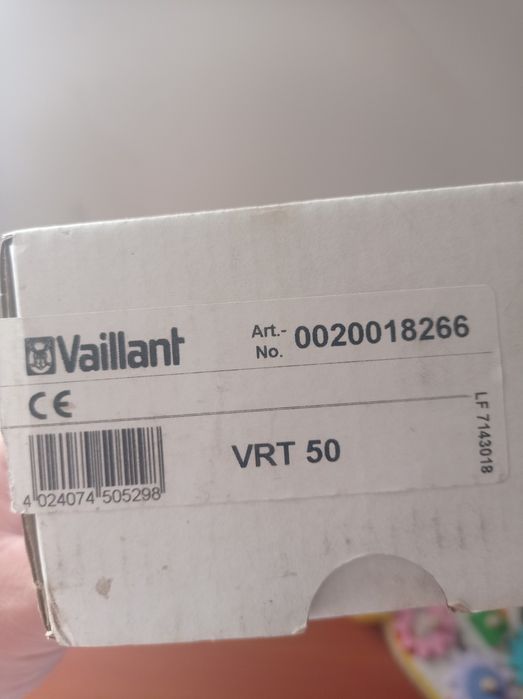 Vaillant
Art.-
No. 0020018266
CE
VRT 50
LF 7143018
4 024074 505298